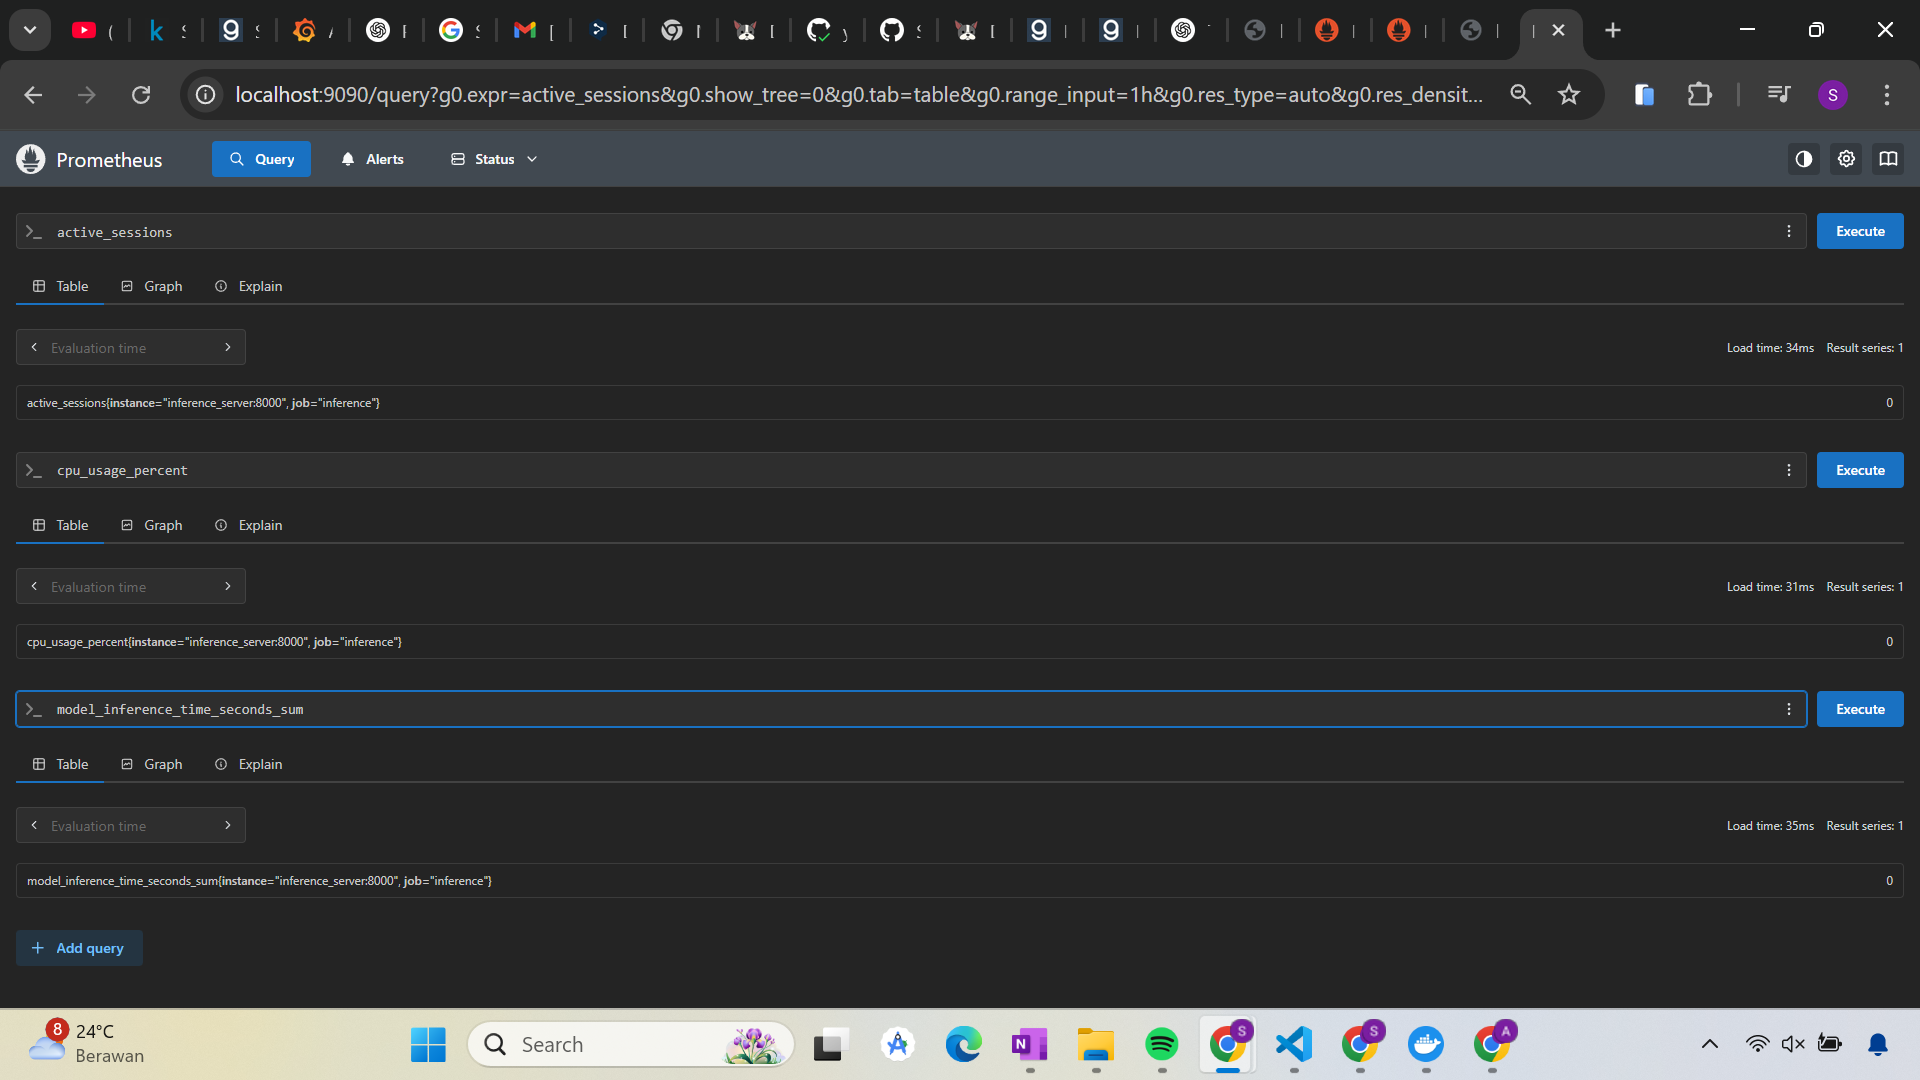 localhost:9090/query?g0.expr=active_sessions&g0.show_tree=0&g0.tab=table&g0.range_input=1h&g0.res_type=auto&g0.res_densit...
S
Prometheus
Query
Alerts
Status
active_sessions
Execute
Table
Graph
Explain
Evaluation time
Load time: 34ms Result series: 1
active_sessions{instance="inference_server:8000", job="inference"}
0
cpu_usage_percent
Execute
Table
Graph
Explain
Evaluation time
Load time: 31ms Result series: 1
cpu_usage_percent{instance="inference_server:8000", job="inference"}
0
model_inference_time_seconds_sum
Execute
Table
Graph
Explain
Evaluation time
Load time: 35ms Result series: 1
model_inference_time_seconds_sum{instance="inference_server:8000", job="inference"}
0
Add query
8
24°C
Berawan
Search
N
S
S
A